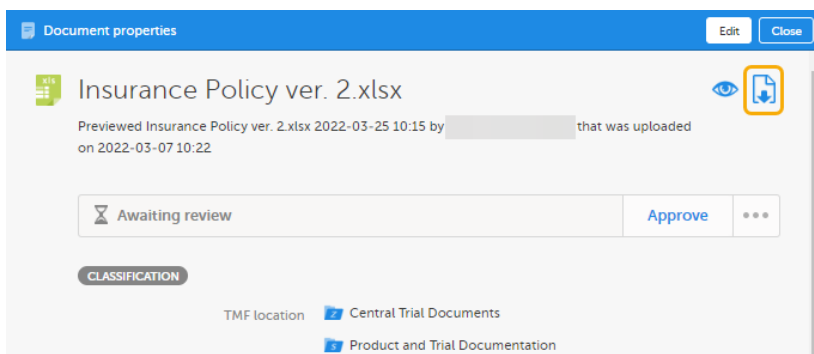 Document properties
Edit
Close
xls
Insurance Policy ver. 2.xlsx
Previewed Insurance Policy ver. 2.xlsx 2022-03-25 10:15 by that was uploaded
on 2022-03-07 10:22
Awaiting review
Approve
CLASSIFICATION
TMF location
Z Central Trial Documents
S Product and Trial Documentation